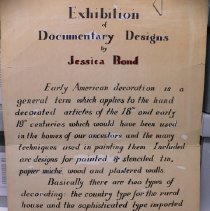 Exhibition
of
Documentary Designs
by
Jessica Bond
Early American decoration is a
general term which applies to the hand
decorated articles of the 18th and early
19th centuries which would have been used
in the homes of our ancestors and the many
techniques used in painting them. Included
are designs for painted & stenciled tin,
papier mache, wood and plastered walls.
Basically there are two types of
decorating: the country type for the rural
house and the sophisticated type imported